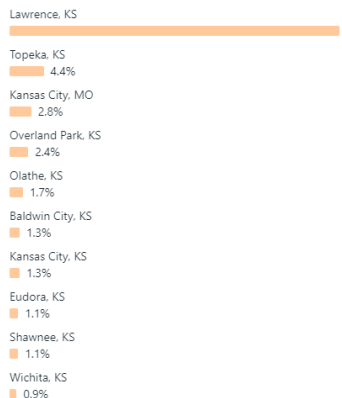 Lawrence, KS
Topeka, KS
4.4%
Kansas City, MO
2.8%
Overland Park, KS
2.4%
Olathe, KS
1.7%
Baldwin City, KS
1.3%
Kansas City, KS
1.3%
Eudora, KS
1.1%
Shawnee, KS
1.1%
Wichita, KS
0.9%